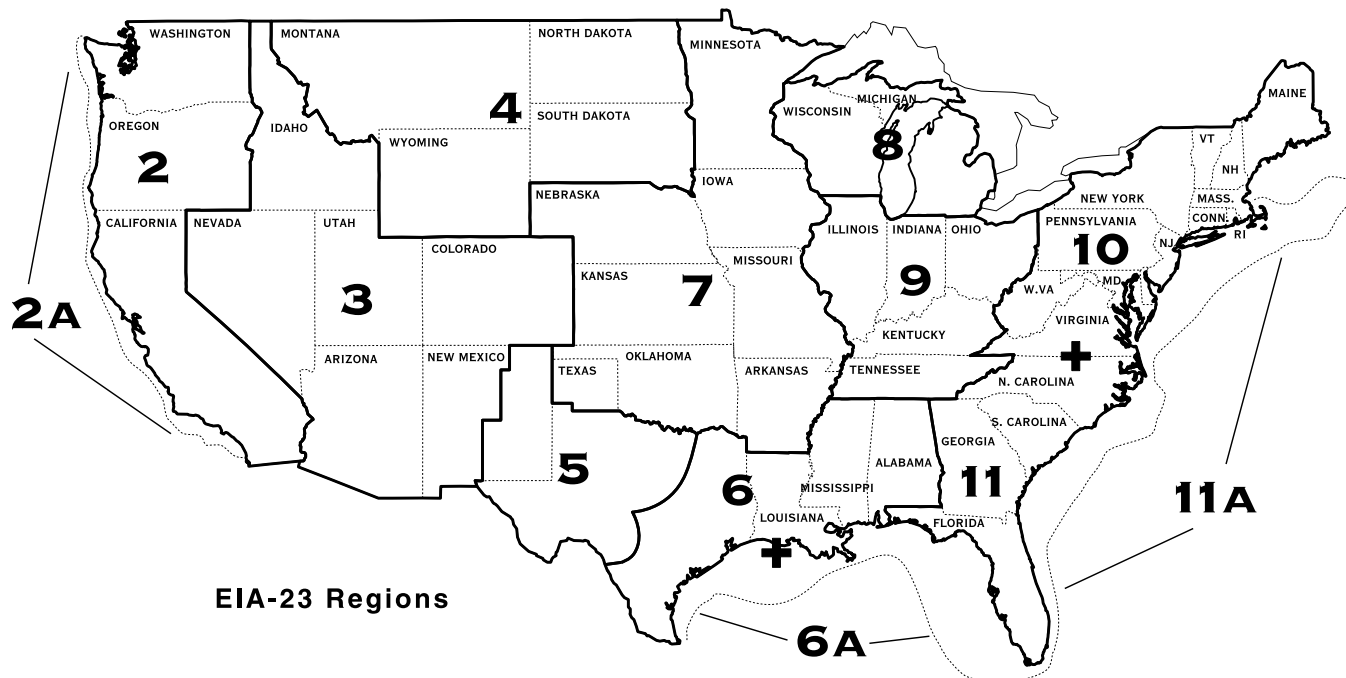 WASHINGTON
MONTANA
NORTH DAKOTA
MINNESOTA
MAINE
MICHIGAN
WISCONSIN
4
SOUTH DAKOTA
OREGON
IDAHO
WYOMING
8
VT
2
NH
IOWA
NEBRASKA
NEW YORK
MASS.
CALIFORNIA
NEVADA
UTAH
ILLINOIS
INDIANA
OHIO
PENNSYLVANIA
CONN.
RI
COLORADO
10
NJ
MISSOURI
KANSAS
9
W.VA
MD
3
7
2A
VIRGINIA
KENTUCKY
+
ARIZONA
NEW MEXICO
OKLAHOMA
TEXAS
ARKANSAS
TENNESSEE
N. CAROLINA
S. CAROLINA
GEORGIA
5
6
ALABAMA
11
MISSISSIPPI
11A
LOUISIANA
FLORIDA
+
EIA-23 Regions
6A